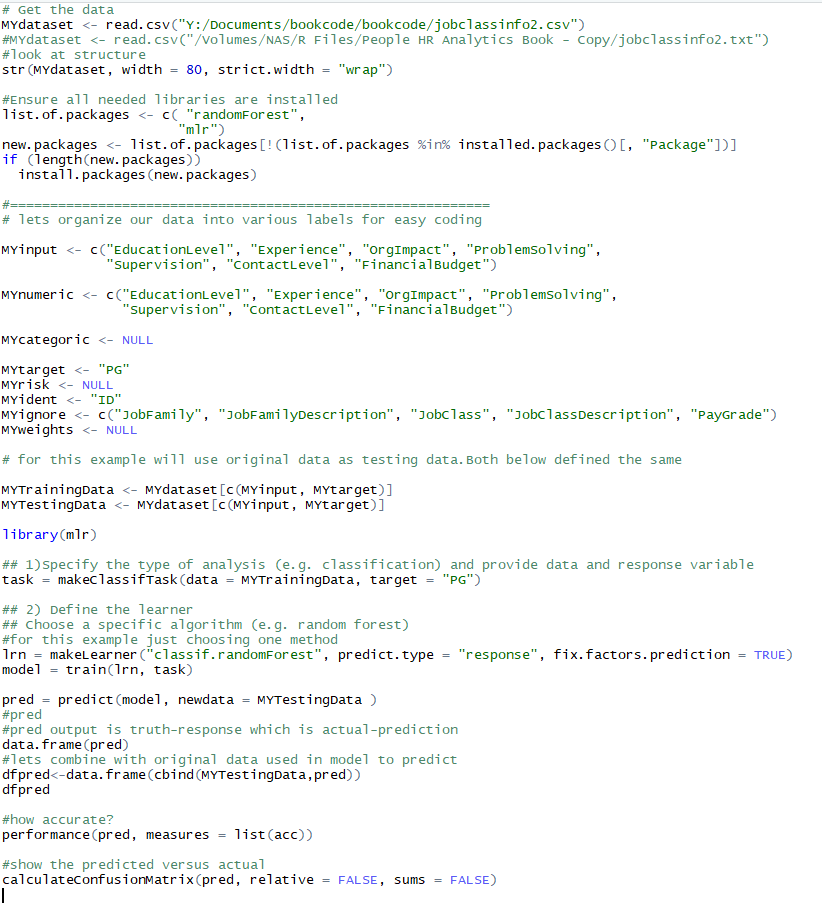 # Get the data
MYdataset <- read.csv("Y:/Documents/bookcode/bookcode/jobclassinfo2.csv")
#MYdataset <- read.csv("/Volumes/NAS/R Files/People HR Analytics Book - Copy/jobclassinfo2.txt")
#look at structure
str(MYdataset, width = 80, strict.width = "wrap")
#Ensure all needed libraries are installed
list.of.packages <- c( "randomForest",
"mlr")
new.packages <- list.of.packages[!(list.of.packages %in% installed.packages()[, "Package"])]
if (length(new.packages))
install.packages(new.packages)
#============================================================
# lets organize our data into various labels for easy coding
MYinput <- c("EducationLevel", "Experience", "OrgImpact", "ProblemSolving",
"Supervision", "ContactLevel", "FinancialBudget")
MYnumeric <- c("EducationLevel", "Experience", "OrgImpact", "ProblemSolving",
"Supervision", "ContactLevel", "FinancialBudget")
MYcategoric <- NULL
MYtarget <- "PG"
MYrisk <- NULL
MYident <- "ID"
MYignore <- c("JobFamily", "JobFamilyDescription", "JobClass", "JobClassDescription", "PayGrade")
MYweights <- NULL
# for this example will use original data as testing data.Both below defined the same
MYTrainingData <- MYdataset[c(MYinput, MYtarget)]
MYTestingData <- MYdataset[c(MYinput, MYtarget)]
library(mlr)
## 1)Specify the type of analysis (e.g. classification) and provide data and response variable
task = makeClassifTask(data = MYTrainingData, target = "PG")
## 2) Define the learner
## Choose a specific algorithm (e.g. random forest)
#for this example just choosing one method
lrn = makeLearner("classif.randomForest", predict.type = "response", fix.factors.prediction = TRUE)
model = train(lrn, task)
pred = predict(model, newdata = MYTestingData )
#pred
#pred output is truth-response which is actual-prediction
data.frame(pred)
#lets combine with original data used in model to predict
dfpred<-data.frame(cbind(MYTestingData,pred))
dfpred
#how accurate?
performance(pred, measures = list(acc))
#show the predicted versus actual
calculateConfusionMatrix(pred, relative = FALSE, sums = FALSE)